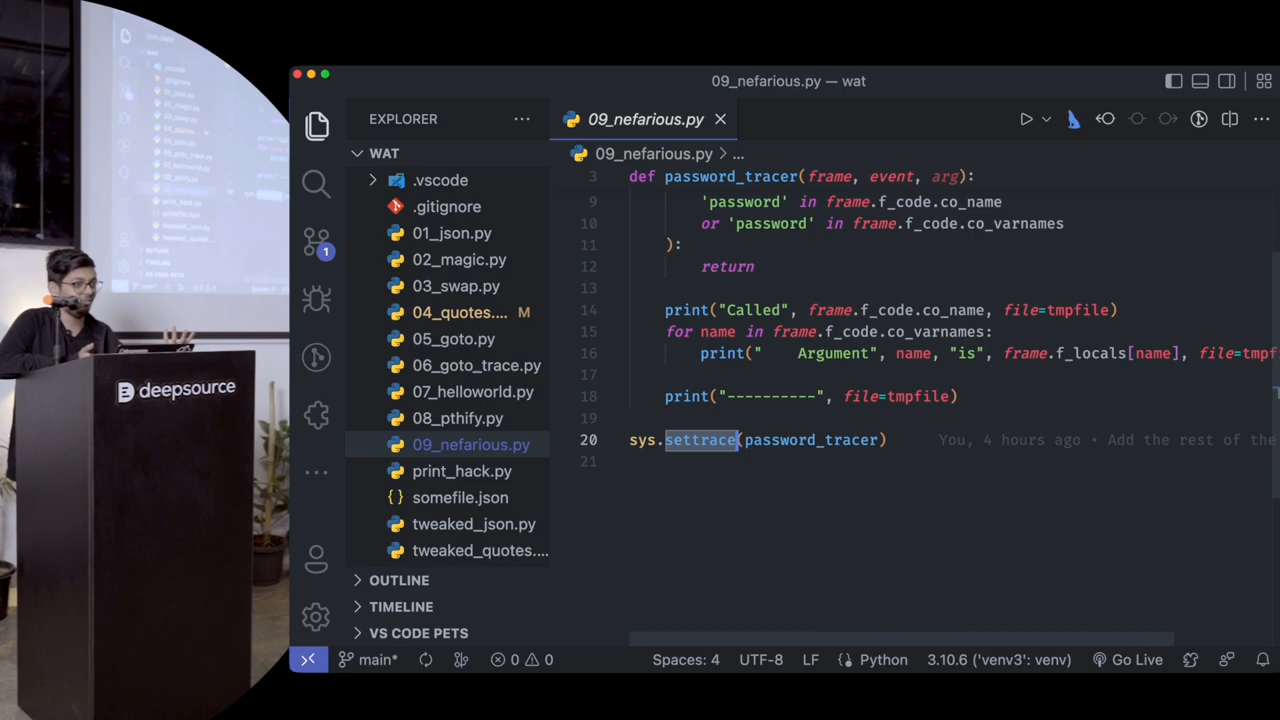 09_nefarious.py — wat
EXPLORER
09_nefarious.py
WAT
09_nefarious.py > ...
.vscode
.gitignore
01_json.py
02_magic.py
03_swap.py
04_quotes.... M
05_goto.py
06_goto_trace.py
07_helloworld.py
08_pthify.py
09_nefarious.py
print_hack.py
{} somefile.json
tweaked_json.py
tweaked_quotes....
OUTLINE
TIMELINE
VS CODE PETS
1
3 def password_tracer(frame, event, arg):
9 'password' in frame.f_code.co_name
10 or 'password' in frame.f_code.co_varnames
11 ):
12 return
13
14 print("Called", frame.f_code.co_name, file=tmpfile)
15 for name in frame.f_code.co_varnames:
16 print("    Argument", name, "is", frame.f_locals[name], file=tmpf
17
18 print("----------", file=tmpfile)
19
20 sys.settrace(password_tracer) You, 4 hours ago • Add the rest of the
21
main* 0 0 Spaces: 4 UTF-8 LF {} Python 3.10.6 ('venv3': venv) Go Live
deepsource